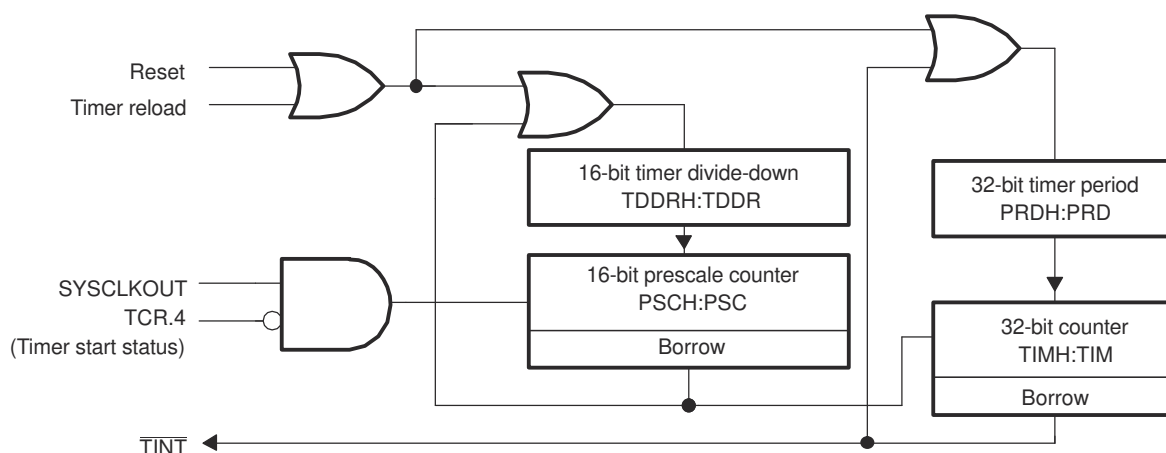 Reset
Timer reload
16-bit timer divide-down
TDDRH:TDDR
32-bit timer period
PRDH:PRD
SYSCLKOUT
TCR.4
(Timer start status)
16-bit prescale counter
PSCH:PSC
Borrow
32-bit counter
TIMH:TIM
Borrow
TINT